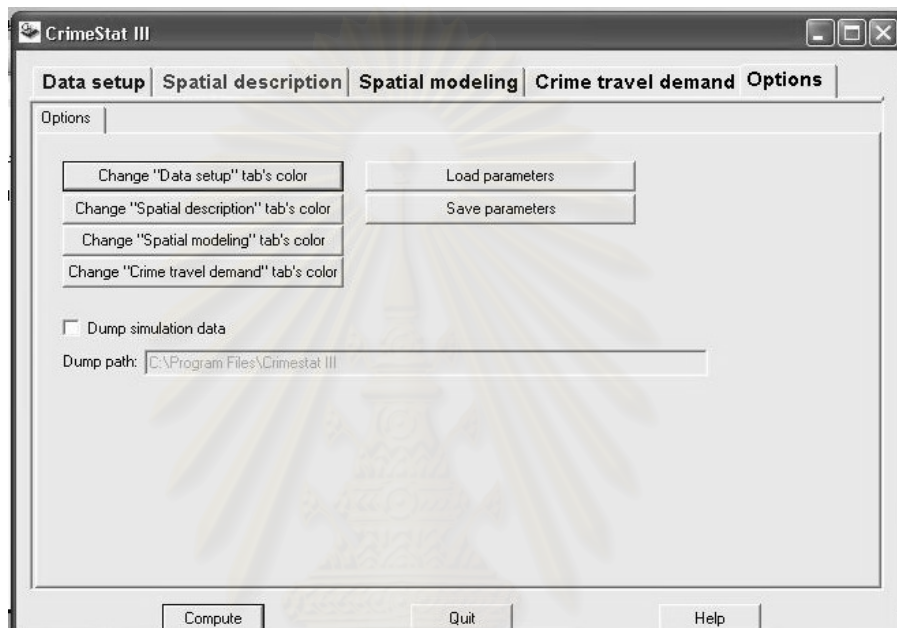 CrimeStat III
Data setup Spatial description Spatial modeling Crime travel demand Options
Options
Change "Data setup" tab's color
Load parameters
Change "Spatial description" tab's color
Save parameters
Change "Spatial modeling" tab's color
Change "Crime travel demand" tab's color
Dump simulation data
Dump path: C:\Program Files\Crimestat III
Compute Quit Help